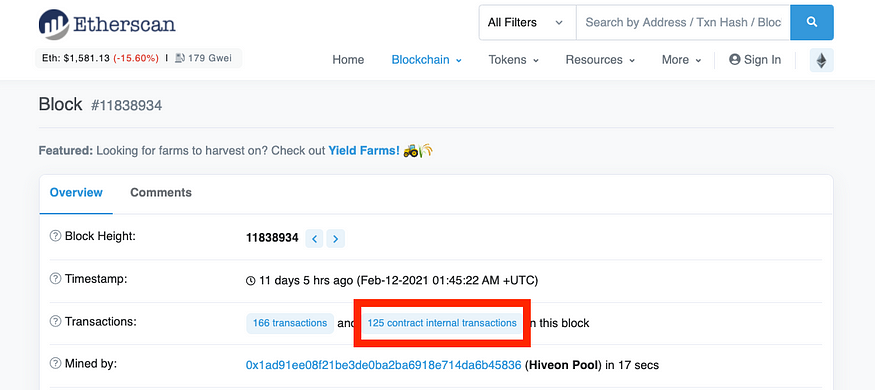 Etherscan
All Filters
Search by Address / Txn Hash / Bloc
Eth: $1,581.13 (-15.60%) | 179 Gwei
Home Blockchain Tokens Resources More Sign In
Block #11838934
Featured: Looking for farms to harvest on? Check out Yield Farms!
Overview Comments
Block Height: 11838934
Timestamp: 11 days 5 hrs ago (Feb-12-2021 01:45:22 AM +UTC)
Transactions: 166 transactions and 125 contract internal transactions n this block
Mined by: 0x1ad91ee08f21be3de0ba2ba6918e714da6b45836 (Hiveon Pool) in 17 secs